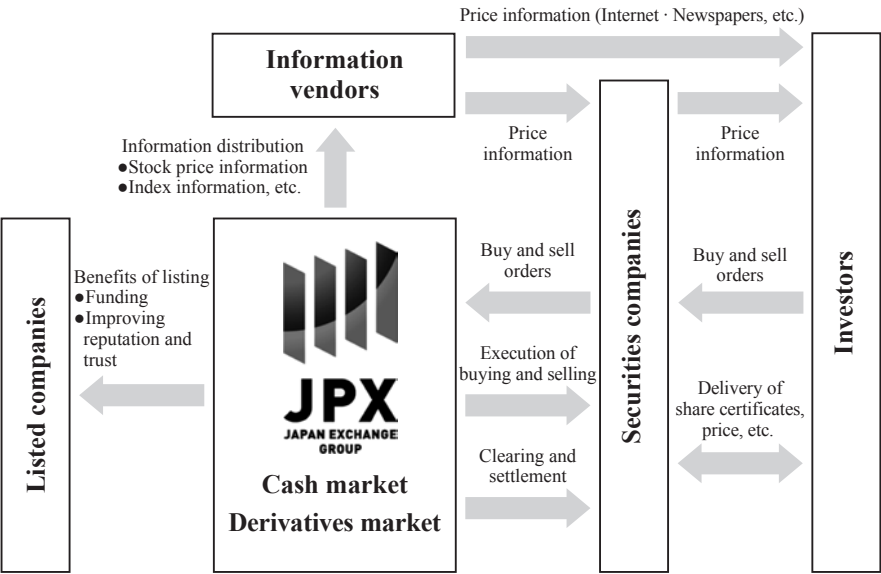 Price information (Internet · Newspapers, etc.)
Information
vendors
Price
information
Price
information
Information distribution
●Stock price information
●Index information, etc.
Listed companies
Benefits of listing
●Funding
●Improving
reputation and
trust
JPX
JAPAN EXCHANGE
GROUP
Cash market
Derivatives market
Buy and sell
orders
Execution of
buying and selling
Clearing and
settlement
Securities companies
Buy and sell
orders
Delivery of
share certificates,
price, etc.
Investors